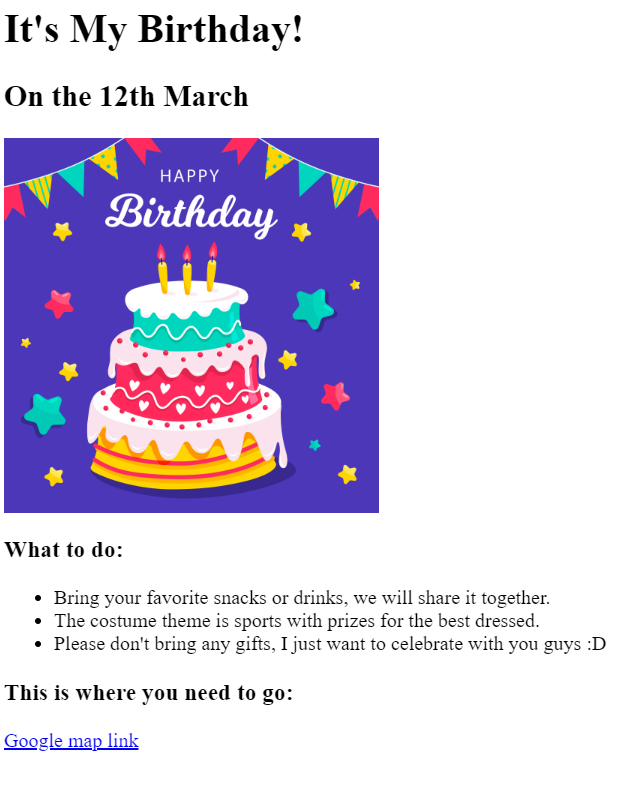 It's My Birthday!
On the 12th March
HAPPY
Birthday
What to do:
• Bring your favorite snacks or drinks, we will share it together.
• The costume theme is sports with prizes for the best dressed.
• Please don't bring any gifts, I just want to celebrate with you guys :D
This is where you need to go:
Google map link